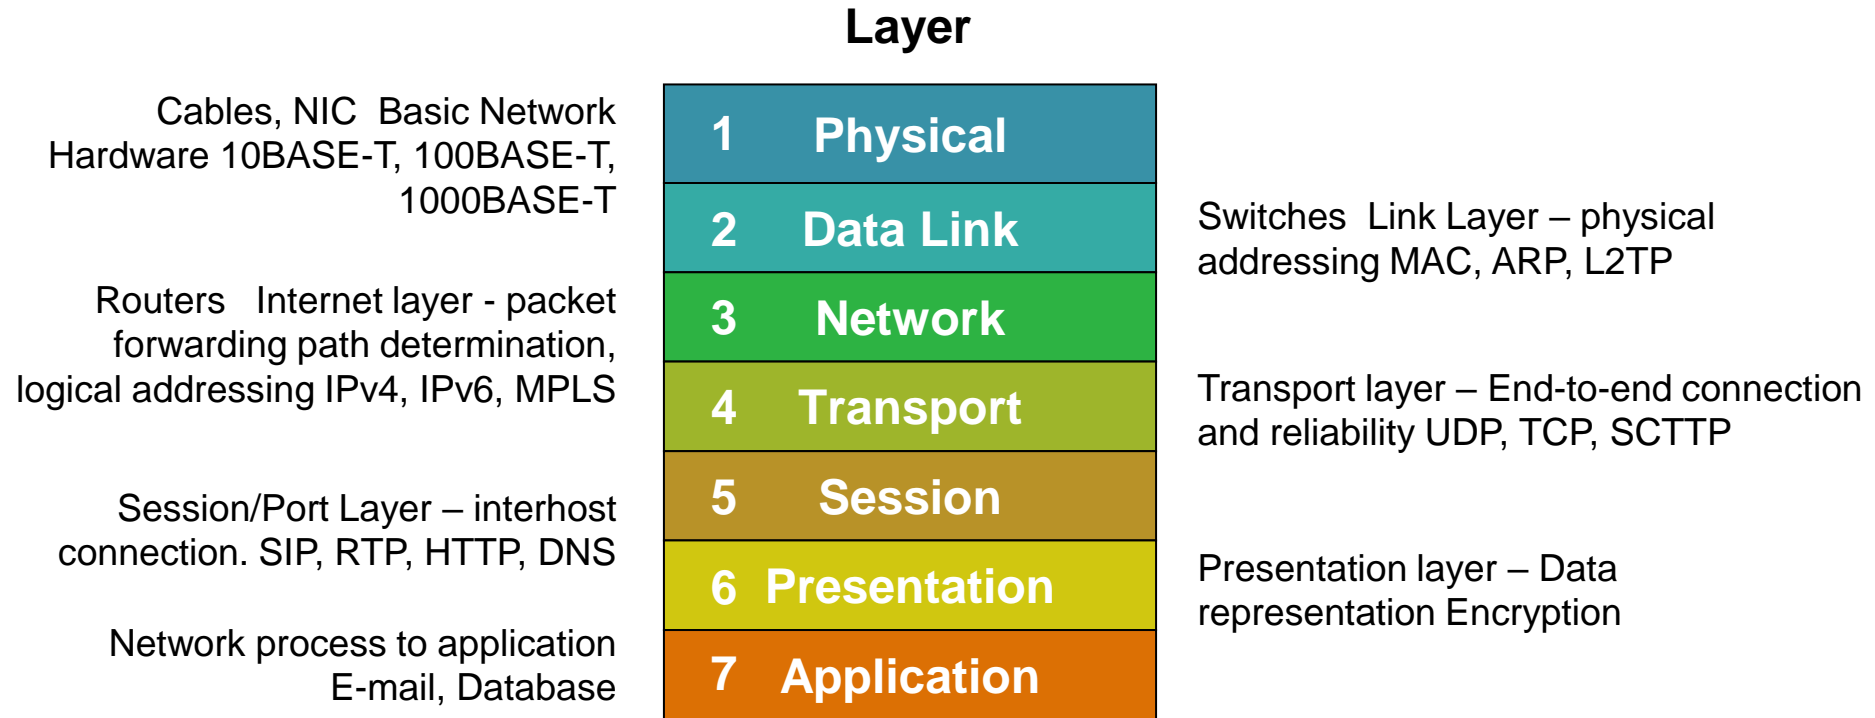 Layer
Cables, NIC  Basic Network
Hardware 10BASE-T, 100BASE-T,
1000BASE-T
1 Physical
2 Data Link
Switches  Link Layer – physical
addressing MAC, ARP, L2TP
Routers   Internet layer - packet
forwarding path determination,
logical addressing IPv4, IPv6, MPLS
3 Network
4 Transport
Transport layer – End-to-end connection
and reliability UDP, TCP, SCTTP
Session/Port Layer – interhost
connection. SIP, RTP, HTTP, DNS
5 Session
6 Presentation
Presentation layer – Data
representation Encryption
Network process to application
E-mail, Database
7 Application